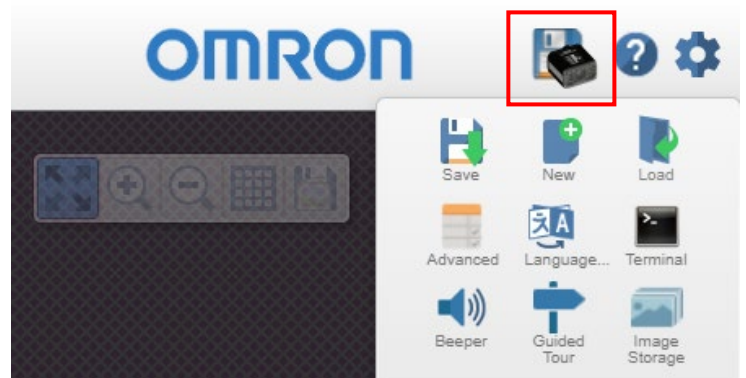 OMRON
?
Save New Load
Advanced Language... Terminal
Beeper Guided Tour Image Storage